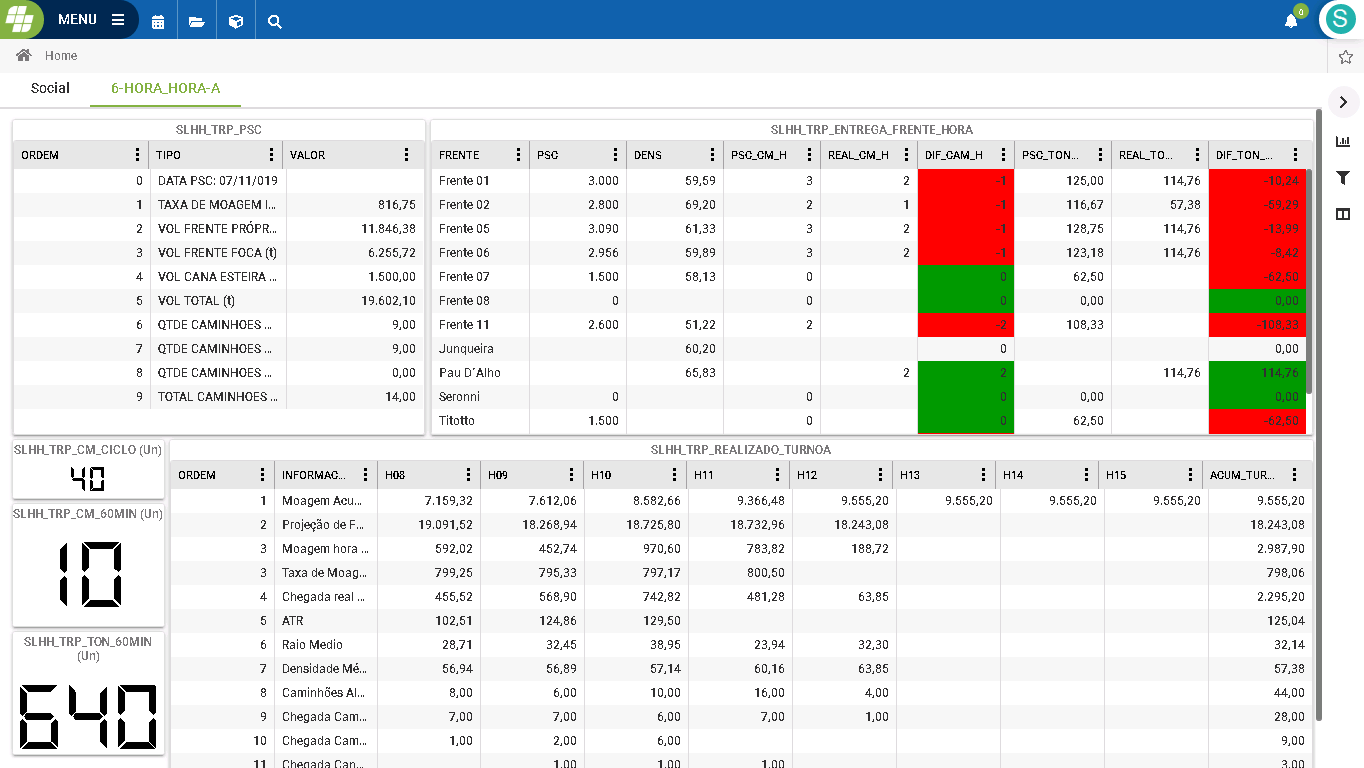 MENU
0
S
Home
Social 6-HORA_HORA-A
SLHH_TRP_PSC
ORDEM TIPO VALOR
0 DATA PSC: 07/11/019
1 TAXA DE MOAGEM I... 816,75
2 VOL FRENTE PRÓPR... 11.846,38
3 VOL FRENTE FOCA (t) 6.255,72
4 VOL CANA ESTEIRA ... 1.500,00
5 VOL TOTAL (t) 19.602,10
6 QTDE CAMINHOES ... 9,00
7 QTDE CAMINHOES ... 9,00
8 QTDE CAMINHOES ... 0,00
9 TOTAL CAMINHOES ... 14,00
SLHH_TRP_ENTREGA_FRENTE_HORA
FRENTE PSC DENS PSC_CM_H REAL_CM_H DIF_CAM_H PSC_TON... REAL_TO... DIF_TON_...
Frente 01 3.000 59,59 3 2 -1 125,00 114,76 -10,24
Frente 02 2.800 69,20 2 1 -1 116,67 57,38 -59,29
Frente 05 3.090 61,33 3 2 -1 128,75 114,76 -13,99
Frente 06 2.956 59,89 3 2 -1 123,18 114,76 -8,42
Frente 07 1.500 58,13 0 0 62,50 -62,50
Frente 08 0 0 0 0,00 0,00
Frente 11 2.600 51,22 2 -2 108,33 -108,33
Junqueira 60,20 0 0,00
Pau D´Alho 65,83 2 2 114,76 114,76
Seronni 0 0 0 0,00 0,00
Titotto 1.500 0 0 62,50 -62,50
SLHH_TRP_CM_CICLO (Un)
40
SLHH_TRP_CM_60MIN (Un)
10
SLHH_TRP_TON_60MIN
(Un)
640
SLHH_TRP_REALIZADO_TURNOA
ORDEM INFORMAC... H08 H09 H10 H11 H12 H13 H14 H15 ACUM_TUR...
1 Moagem Acu... 7.159,32 7.612,06 8.582,66 9.366,48 9.555,20 9.555,20 9.555,20 9.555,20 9.555,20
2 Projeção de F... 19.091,52 18.268,94 18.725,80 18.732,96 18.243,08 18.243,08
3 Moagem hora ... 592,02 452,74 970,60 783,82 188,72 2.987,90
3 Taxa de Moag... 799,25 795,33 797,17 800,50 798,06
4 Chegada real ... 455,52 568,90 742,82 481,28 63,85 2.295,20
5 ATR 102,51 124,86 129,50 125,04
6 Raio Medio 28,71 32,45 38,95 23,94 32,30 32,14
7 Densidade Mé... 56,94 56,89 57,14 60,16 63,85 57,38
8 Caminhões Al... 8,00 6,00 10,00 16,00 4,00 44,00
9 Chegada Cam... 7,00 7,00 6,00 7,00 1,00 28,00
10 Chegada Cam... 1,00 2,00 6,00 9,00
11 Chegada Can... 1,00 1,00 1,00 3,00